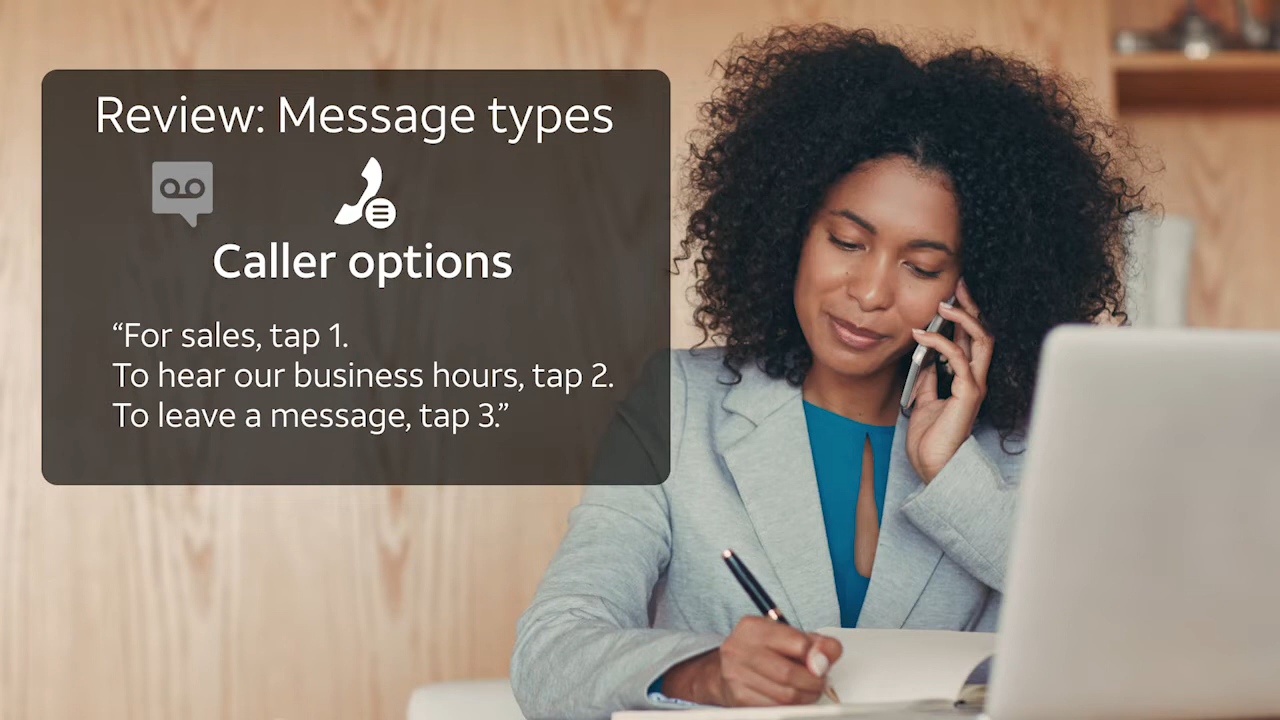 Review: Message types
Caller options
“For sales, tap 1.
To hear our business hours, tap 2.
To leave a message, tap 3.”